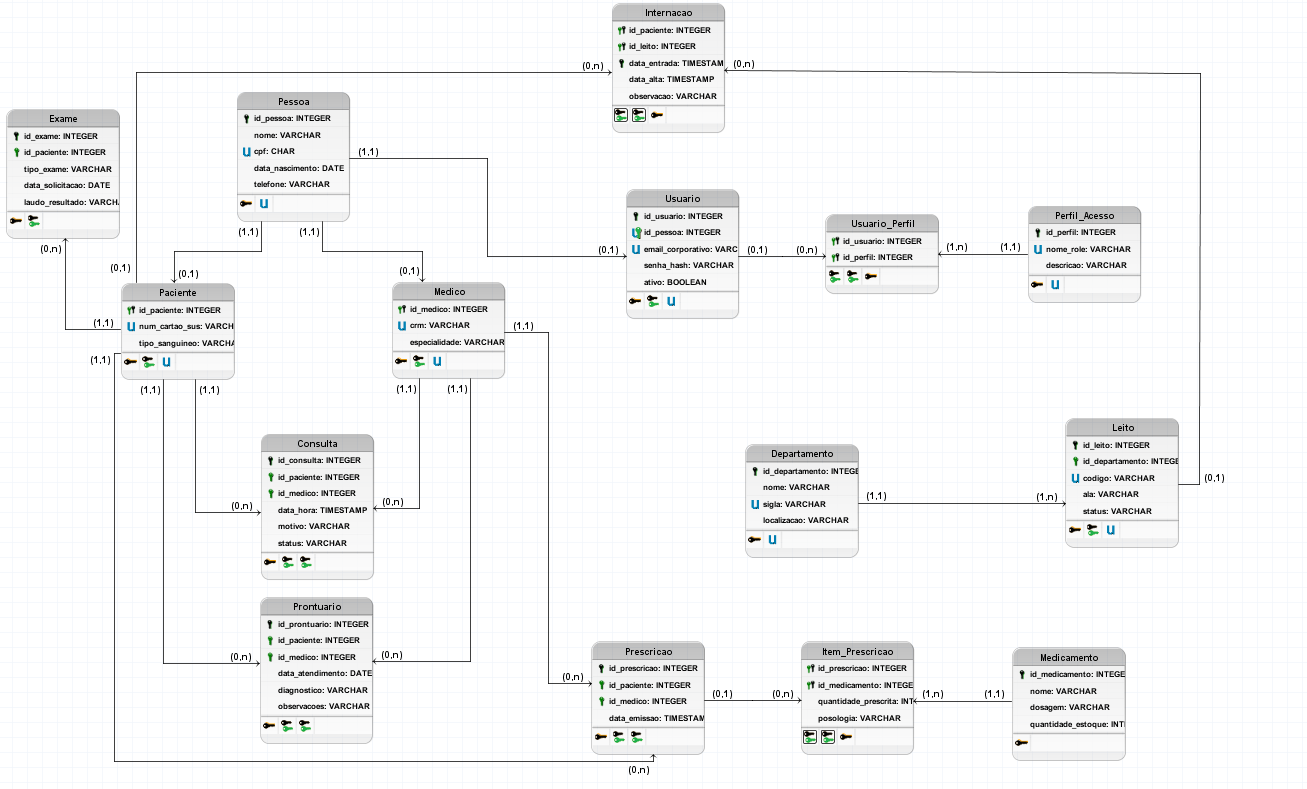 Internacao
id_paciente: INTEGER
id_leito: INTEGER
data_entrada: TIMESTAM
data_alta: TIMESTAMP
observacao: VARCHAR
(0,n)
(0,n)
Exame
id_exame: INTEGER
id_paciente: INTEGER
tipo_exame: VARCHAR
data_solicitacao: DATE
laudo_resultado: VARCH
(0,n)
Pessoa
id_pessoa: INTEGER
nome: VARCHAR
cpf: CHAR
data_nascimento: DATE
telefone: VARCHAR
(1,1)
(1,1)
(1,1)
Usuario
id_usuario: INTEGER
id_pessoa: INTEGER
email_corporativo: VARC
senha_hash: VARCHAR
ativo: BOOLEAN
(0,1)
(0,1)
(0,n)
Usuario_Perfil
id_usuario: INTEGER
id_perfil: INTEGER
(1,n)
(1,1)
Perfil_Acesso
id_perfil: INTEGER
nome_role: VARCHAR
descricao: VARCHAR
(0,1)
(0,1)
(0,1)
Paciente
id_paciente: INTEGER
num_cartao_sus: VARCH
tipo_sanguineo: VARCHA
(1,1)
(1,1)
(1,1)
(1,1)
Medico
id_medico: INTEGER
crm: VARCHAR
especialidade: VARCHAR
(1,1)
(1,1)
(1,1)
Consulta
id_consulta: INTEGER
id_paciente: INTEGER
id_medico: INTEGER
data_hora: TIMESTAMP
motivo: VARCHAR
status: VARCHAR
(0,n)
(0,n)
Departamento
id_departamento: INTEGE
nome: VARCHAR
sigla: VARCHAR
localizacao: VARCHAR
(1,1)
(1,n)
Leito
id_leito: INTEGER
id_departamento: INTEGE
codigo: VARCHAR
ala: VARCHAR
status: VARCHAR
(0,1)
Prontuario
id_prontuario: INTEGER
id_paciente: INTEGER
id_medico: INTEGER
data_atendimento: DATE
diagnostico: VARCHAR
observacoes: VARCHAR
(0,n)
(0,n)
Prescricao
id_prescricao: INTEGER
id_paciente: INTEGER
id_medico: INTEGER
data_emissao: TIMESTAM
(0,n)
(0,n)
(0,1)
(0,n)
Item_Prescricao
id_prescricao: INTEGER
id_medicamento: INTEGE
quantidade_prescrita: INT
posologia: VARCHAR
(1,n)
(1,1)
Medicamento
id_medicamento: INTEGE
nome: VARCHAR
dosagem: VARCHAR
quantidade_estoque: INT